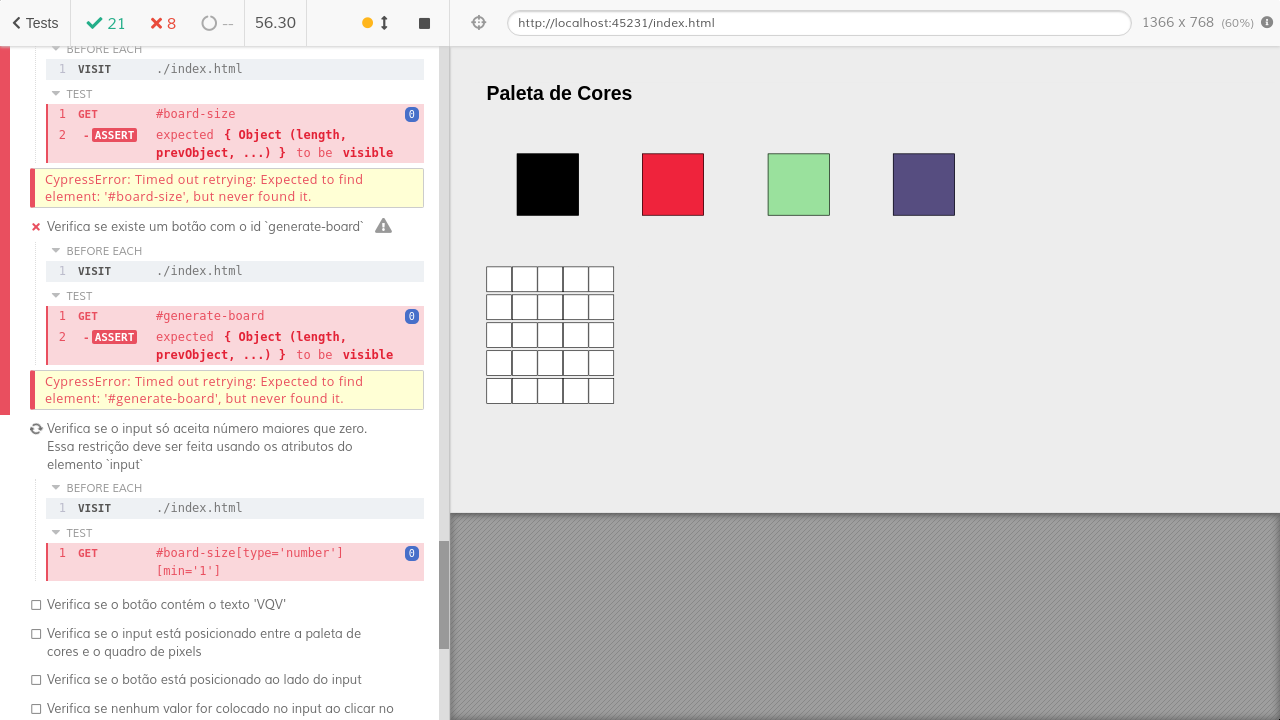 Tests
21
8
--
56.30
http://localhost:45231/index.html
1366 x 768 (60%)
BEFORE EACH
1 VISIT ./index.html
TEST
1 GET #board-size 0
2 -ASSERT expected { Object (length,
prevObject, ...) } to be visible
CypressError: Timed out retrying: Expected to find
element: '#board-size', but never found it.
Verifica se existe um botão com o id `generate-board`
BEFORE EACH
1 VISIT ./index.html
TEST
1 GET #generate-board 0
2 -ASSERT expected { Object (length,
prevObject, ...) } to be visible
CypressError: Timed out retrying: Expected to find
element: '#generate-board', but never found it.
Verifica se o input só aceita número maiores que zero.
Essa restrição deve ser feita usando os atributos do
elemento `input`
BEFORE EACH
1 VISIT ./index.html
TEST
1 GET #board-size[type='number'] 0
[min='1']
Verifica se o botão contém o texto 'VQV'
Verifica se o input está posicionado entre a paleta de
cores e o quadro de pixels
Verifica se o botão está posicionado ao lado do input
Verifica se nenhum valor for colocado no input ao clicar no
Paleta de Cores